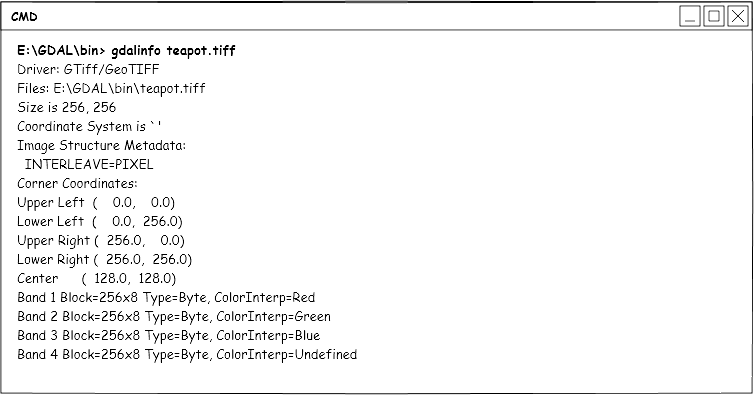 CMD
E:\GDAL\bin> gdalinfo teapot.tiff
Driver: GTiff/GeoTIFF
Files: E:\GDAL\bin\teapot.tiff
Size is 256, 256
Coordinate System is `'
Image Structure Metadata:
  INTERLEAVE=PIXEL
Corner Coordinates:
Upper Left  (    0.0,    0.0)
Lower Left  (    0.0,  256.0)
Upper Right (  256.0,    0.0)
Lower Right (  256.0,  256.0)
Center      (  128.0,  128.0)
Band 1 Block=256x8 Type=Byte, ColorInterp=Red
Band 2 Block=256x8 Type=Byte, ColorInterp=Green
Band 3 Block=256x8 Type=Byte, ColorInterp=Blue
Band 4 Block=256x8 Type=Byte, ColorInterp=Undefined